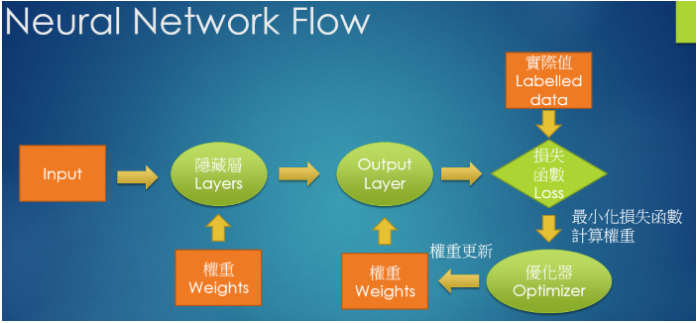 Neural Network Flow
實際值
Labelled
data
Input
隱藏層
Layers
Output
Layer
損失
函數
Loss
最小化損失函數
計算權重
權重
Weights
權重
Weights
權重更新
優化器
Optimizer